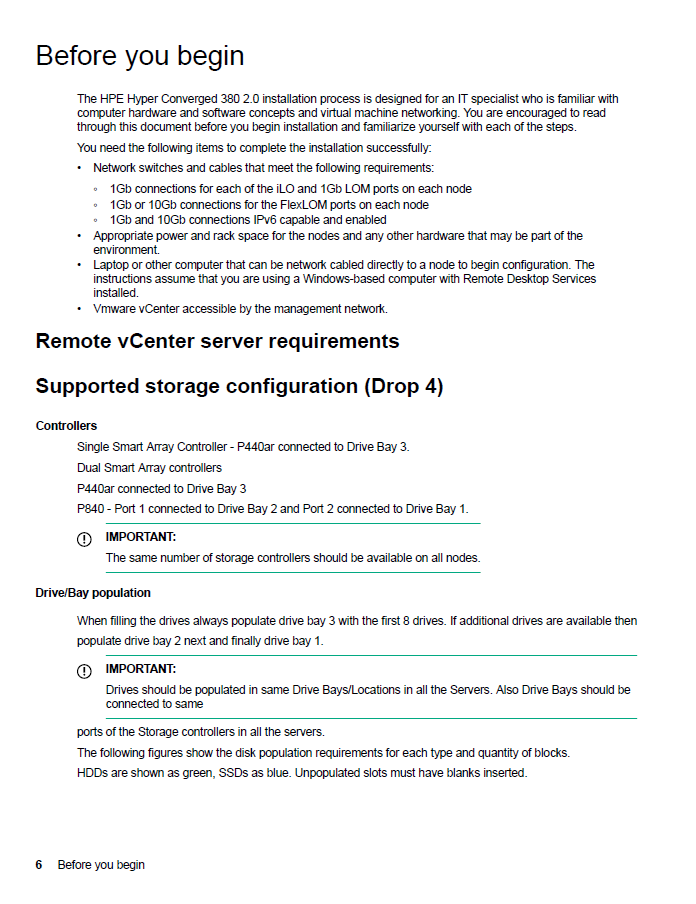 Before you begin
The HPE Hyper Converged 380 2.0 installation process is designed for an IT specialist who is familiar with
computer hardware and software concepts and virtual machine networking. You are encouraged to read
through this document before you begin installation and familiarize yourself with each of the steps.
You need the following items to complete the installation successfully:
• Network switches and cables that meet the following requirements:
◦ 1Gb connections for each of the iLO and 1Gb LOM ports on each node
◦ 1Gb or 10Gb connections for the FlexLOM ports on each node
◦ 1Gb and 10Gb connections IPv6 capable and enabled
• Appropriate power and rack space for the nodes and any other hardware that may be part of the
environment.
• Laptop or other computer that can be network cabled directly to a node to begin configuration. The
instructions assume that you are using a Windows-based computer with Remote Desktop Services
installed.
• Vmware vCenter accessible by the management network.
Remote vCenter server requirements
Supported storage configuration (Drop 4)
Controllers
Single Smart Array Controller - P440ar connected to Drive Bay 3.
Dual Smart Array controllers
P440ar connected to Drive Bay 3
P840 - Port 1 connected to Drive Bay 2 and Port 2 connected to Drive Bay 1.
IMPORTANT:
The same number of storage controllers should be available on all nodes.
Drive/Bay population
When filling the drives always populate drive bay 3 with the first 8 drives. If additional drives are available then
populate drive bay 2 next and finally drive bay 1.
IMPORTANT:
Drives should be populated in same Drive Bays/Locations in all the Servers. Also Drive Bays should be
connected to same
ports of the Storage controllers in all the servers.
The following figures show the disk population requirements for each type and quantity of blocks.
HDDs are shown as green, SSDs as blue. Unpopulated slots must have blanks inserted.
6 Before you begin